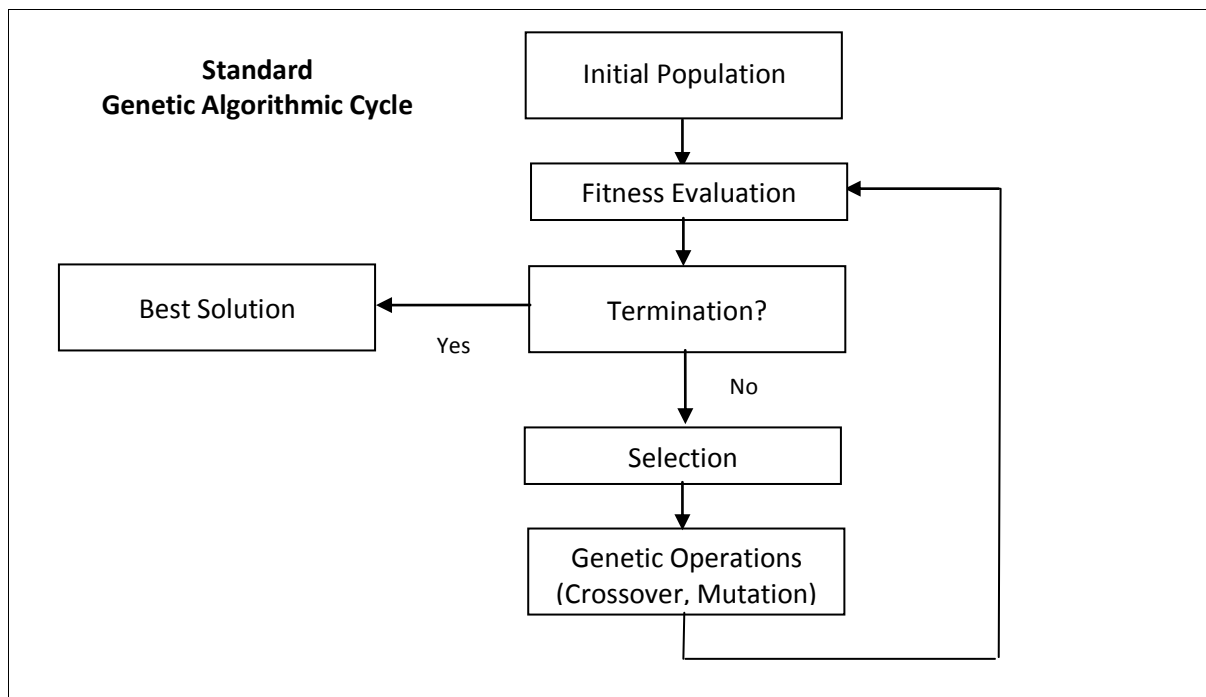 Standard
Genetic Algorithmic Cycle
Initial Population
Fitness Evaluation
Termination?
Best Solution
Yes
No
Selection
Genetic Operations
(Crossover, Mutation)